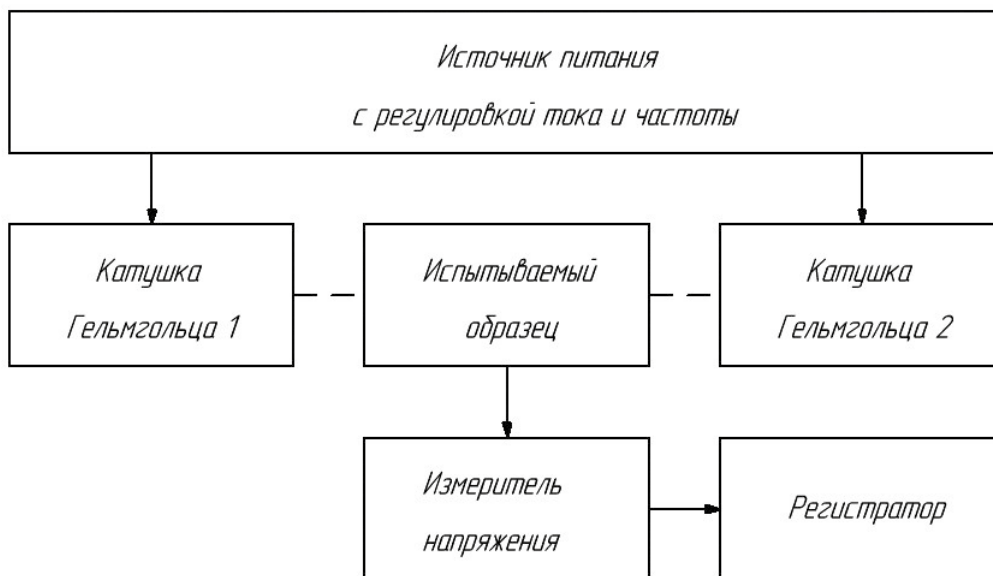 Источник питания
с регулировкой тока и частоты
Катушка
Гельмгольца 1
Испытываемый
образец
Катушка
Гельмгольца 2
Измеритель
напряжения
Регистратор